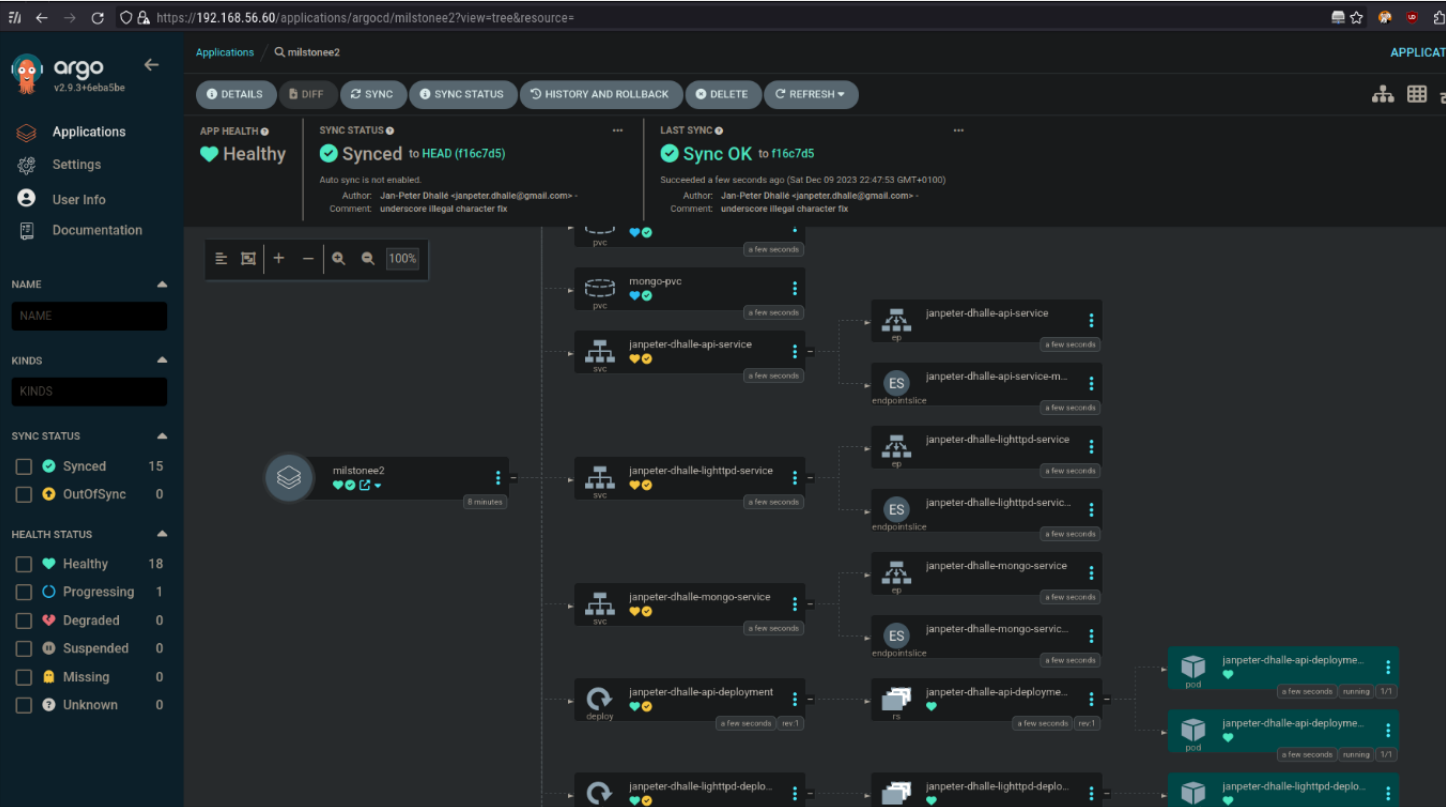 https://192.168.56.60/applications/argocd/milstonee2?view=tree&resource=
argo
v2.9.3+6eba5be
Applications
Settings
User Info
Documentation
NAME
NAME
KINDS
KINDS
SYNC STATUS
Synced 15
OutOfSync 0
HEALTH STATUS
Healthy 18
Progressing 1
Degraded 0
Suspended 0
Missing 0
Unknown 0
Applications / milstonee2
APPLICAT
DETAILS DIFF SYNC SYNC STATUS HISTORY AND ROLLBACK DELETE REFRESH
APP HEALTH
Healthy
SYNC STATUS
Synced to HEAD (f16c7d5)
Auto sync is not enabled.
Author: Jan-Peter Dhallé <janpeter.dhalle@gmail.com> -
Comment: underscore illegal character fix
LAST SYNC
Sync OK to f16c7d5
Succeeded a few seconds ago (Sat Dec 09 2023 22:47:53 GMT+0100)
Author: Jan-Peter Dhallé <janpeter.dhalle@gmail.com> -
Comment: underscore illegal character fix
100%
milstonee2
8 minutes
pvc
a few seconds
mongo-pvc
pvc
a few seconds
janpeter-dhalle-api-service
svc
a few seconds
janpeter-dhalle-api-service
ep
a few seconds
janpeter-dhalle-api-service-m...
ES
endpointslice
a few seconds
janpeter-dhalle-lighttpd-service
svc
a few seconds
janpeter-dhalle-lighttpd-service
ep
a few seconds
janpeter-dhalle-lighttpd-servic...
ES
endpointslice
a few seconds
janpeter-dhalle-mongo-service
svc
a few seconds
janpeter-dhalle-mongo-service
ep
a few seconds
janpeter-dhalle-mongo-servic...
ES
endpointslice
a few seconds
janpeter-dhalle-api-deployment
deploy
a few seconds rev:1
janpeter-dhalle-api-deployme...
rs
a few seconds rev:1
janpeter-dhalle-api-deployme...
pod
a few seconds running 1/1
janpeter-dhalle-api-deployme...
pod
a few seconds running 1/1
janpeter-dhalle-lighttpd-deplo...
janpeter-dhalle-lighttpd-deplo...
janpeter-dhalle-lighttpd-deplo...